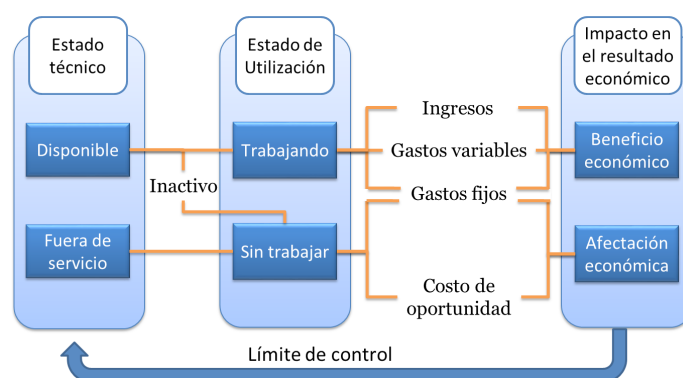 Estado
técnico
Estado de
Utilización
Impacto en
el resultado
económico
Ingresos
Disponible
Trabajando
Gastos variables
Beneficio
económico
Inactivo
Gastos fijos
Fuera de
servicio
Sin trabajar
Afectación
económica
Costo de
oportunidad
Límite de control